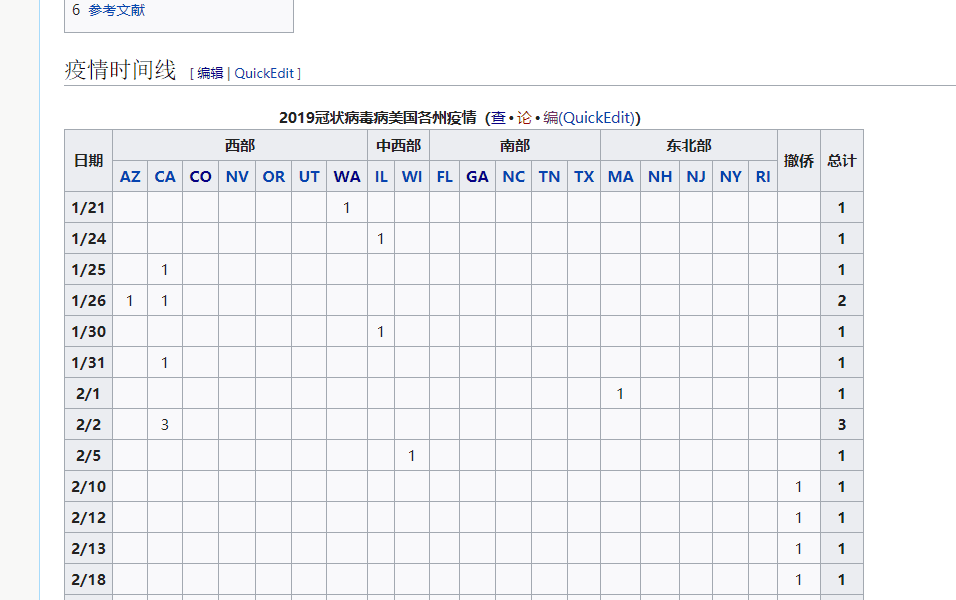 6 参考文献
疫情时间线 [ 编辑 | QuickEdit ]
2019冠状病毒病美国各州疫情 (查 • 论 • 编(QuickEdit))
日期 西部 中西部 南部 东北部 撤侨 总计
AZ CA CO NV OR UT WA IL WI FL GA NC TN TX MA NH NJ NY RI
1/21 1 1
1/24 1 1
1/25 1 1
1/26 1 1 2
1/30 1 1
1/31 1 1
2/1 1 1
2/2 3 3
2/5 1 1
2/10 1 1
2/12 1 1
2/13 1 1
2/18 1 1